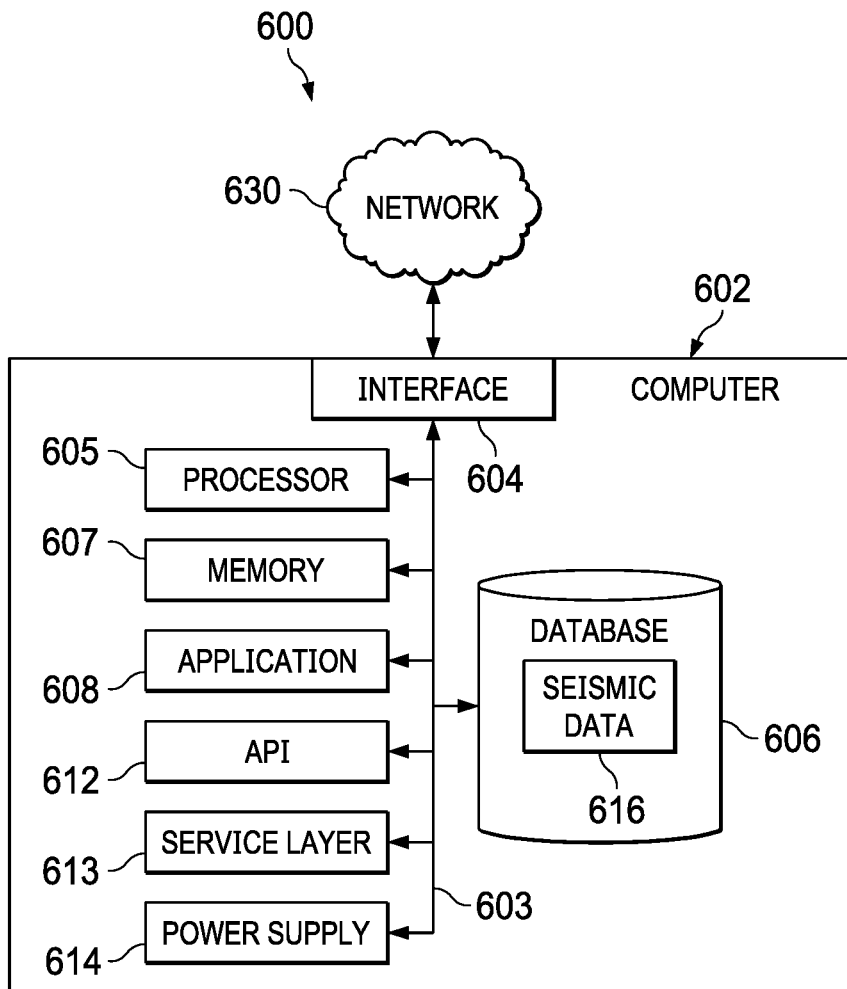 600
630
NETWORK
602
INTERFACE
COMPUTER
604
605
PROCESSOR
607
MEMORY
APPLICATION
608
API
612
SERVICE LAYER
613
POWER SUPPLY
614
603
DATABASE
SEISMIC
DATA
616
606